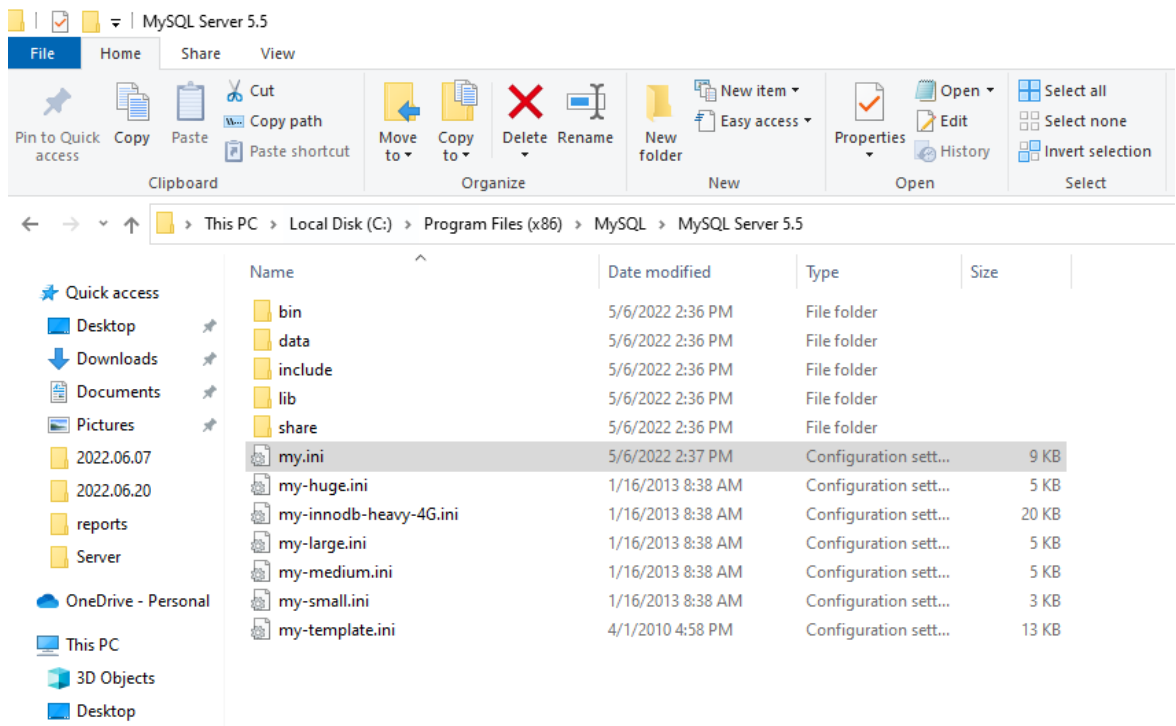 MySQL Server 5.5
File Home Share View
Pin to Quick access
Copy
Paste
Cut
Copy path
Paste shortcut
Clipboard
Move to
Copy to
Delete
Rename
Organize
New folder
New item
Easy access
New
Properties
Open
Edit
History
Open
Select all
Select none
Invert selection
Select
This PC > Local Disk (C:) > Program Files (x86) > MySQL > MySQL Server 5.5
Quick access
Desktop
Downloads
Documents
Pictures
2022.06.07
2022.06.20
reports
Server
OneDrive - Personal
This PC
3D Objects
Desktop
Name Date modified Type Size
bin 5/6/2022 2:36 PM File folder
data 5/6/2022 2:36 PM File folder
include 5/6/2022 2:36 PM File folder
lib 5/6/2022 2:36 PM File folder
share 5/6/2022 2:36 PM File folder
my.ini 5/6/2022 2:37 PM Configuration sett... 9 KB
my-huge.ini 1/16/2013 8:38 AM Configuration sett... 5 KB
my-innodb-heavy-4G.ini 1/16/2013 8:38 AM Configuration sett... 20 KB
my-large.ini 1/16/2013 8:38 AM Configuration sett... 5 KB
my-medium.ini 1/16/2013 8:38 AM Configuration sett... 5 KB
my-small.ini 1/16/2013 8:38 AM Configuration sett... 3 KB
my-template.ini 4/1/2010 4:58 PM Configuration sett... 13 KB